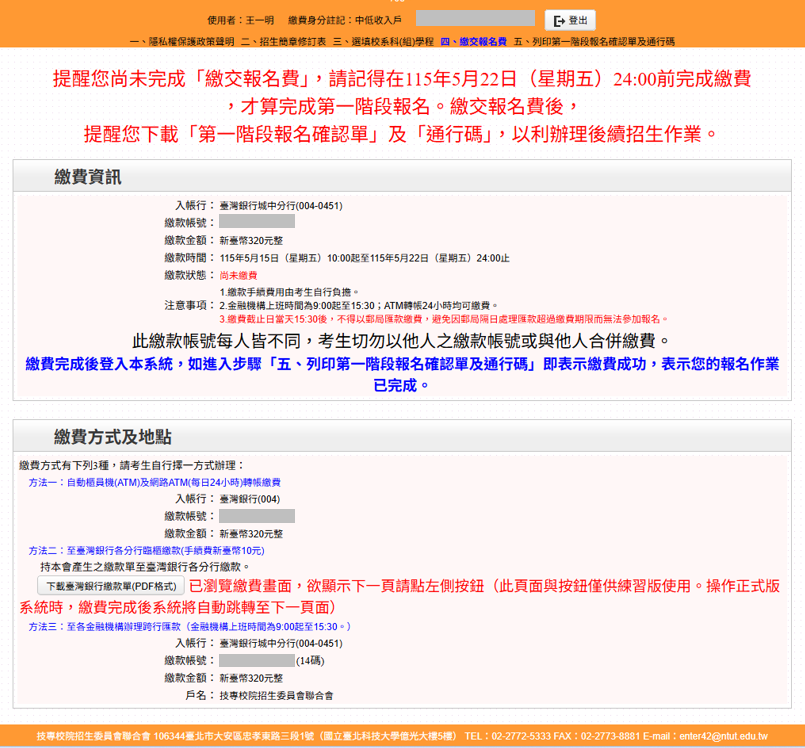 使用者：王一明 繳費身分註記：中低收入戶 登出
一、隱私權保護政策聲明 二、招生簡章修訂表 三、選填校系科(組)學程 四、繳交報名費 五、列印第一階段報名確認單及通行碼
提醒您尚未完成「繳交報名費」，請記得在115年5月22日（星期五）24:00前完成繳費
，才算完成第一階段報名。繳交報名費後，
提醒您下載「第一階段報名確認單」及「通行碼」，以利辦理後續招生作業。
繳費資訊
入帳行： 臺灣銀行城中分行(004-0451)
繳款帳號：
繳款金額： 新臺幣320元整
繳款時間： 115年5月15日（星期五）10:00起至115年5月22日（星期五）24:00止
繳款狀態： 尚未繳費
1.繳款手續費用由考生自行負擔。
注意事項： 2.金融機構上班時間為9:00起至15:30；ATM轉帳24小時均可繳費。
3.繳費截止日當天15:30後，不得以郵局匯款繳費，避免因郵局隔日處理匯款超過繳費期限而無法參加報名。
此繳款帳號每人皆不同，考生切勿以他人之繳款帳號或與他人合併繳費。
繳費完成後登入本系統，如進入步驟「五、列印第一階段報名確認單及通行碼」即表示繳費成功，表示您的報名作業
已完成。
繳費方式及地點
繳費方式有下列3種，請考生自行擇一方式辦理：
方法一：自動櫃員機(ATM)及網路ATM(每日24小時)轉帳繳費
入帳行： 臺灣銀行(004)
繳款帳號：
繳款金額： 新臺幣320元整
方法二：至臺灣銀行各分行臨櫃繳款(手續費新臺幣10元)
持本會產生之繳款單至臺灣銀行各分行繳款。
下載臺灣銀行繳款單(PDF格式) 已瀏覽繳費畫面，欲顯示下一頁請點左側按鈕（此頁面與按鈕僅供練習版使用。操作正式版
系統時，繳費完成後系統將自動跳轉至下一頁面）
方法三：至各金融機構辦理跨行匯款（金融機構上班時間為9:00起至15:30。）
入帳行： 臺灣銀行城中分行(004-0451)
繳款帳號： (14碼)
繳款金額： 新臺幣320元整
戶名： 技專校院招生委員會聯合會
技專校院招生委員會聯合會 106344臺北市大安區忠孝東路三段1號（國立臺北科技大學億光大樓5樓） TEL：02-2772-5333 FAX：02-2773-8881 E-mail：enter42@ntut.edu.tw